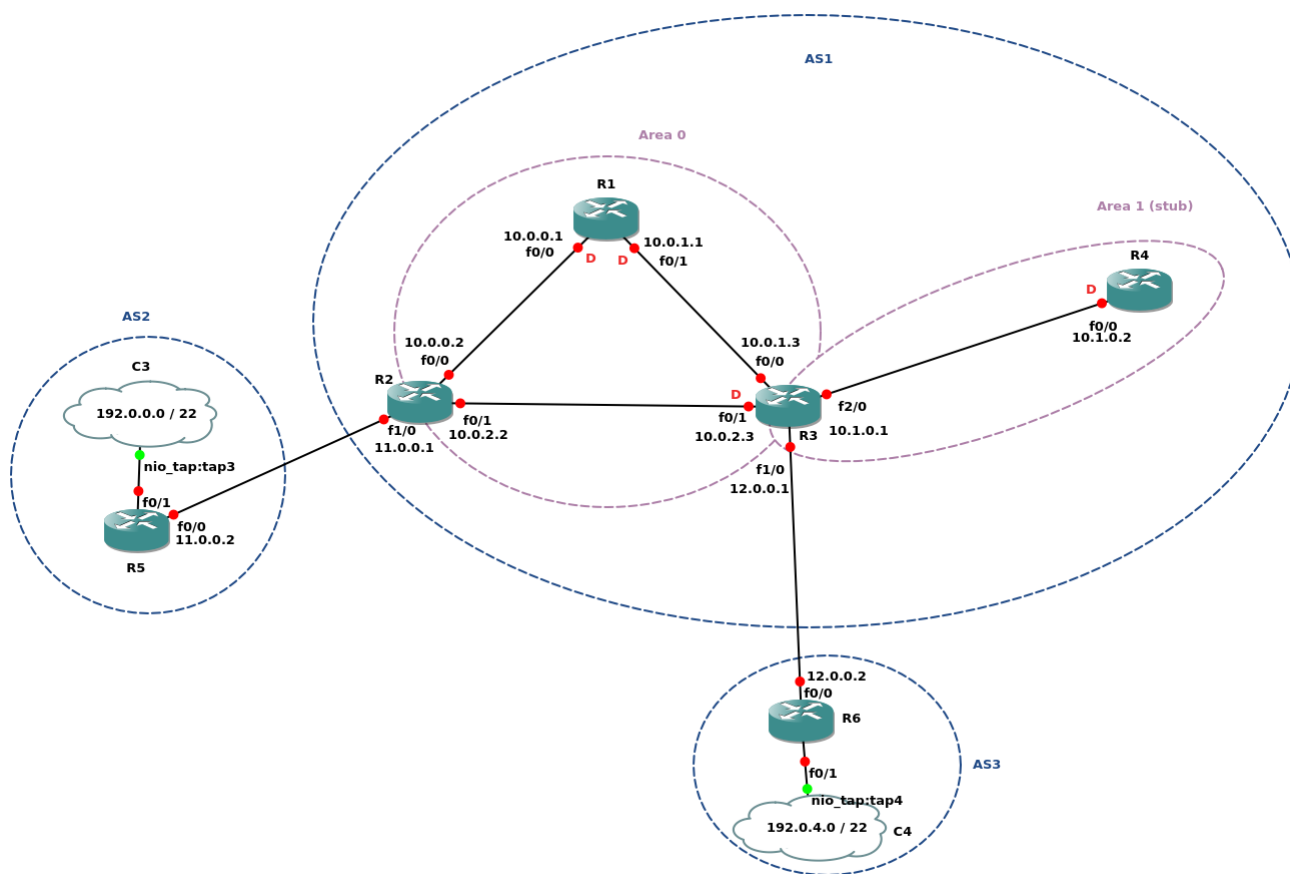 AS1
Area 0
R1
10.0.0.1
f0/0
D
D
10.0.1.1
f0/1
Area 1 (stub)
R4
D
f0/0
10.1.0.2
AS2
C3
192.0.0.0 / 22
nio_tap:tap3
f0/1
f0/0
11.0.0.2
R5
10.0.0.2
f0/0
R2
f1/0
11.0.0.1
f0/1
10.0.2.2
10.0.1.3
f0/0
D
f0/1
10.0.2.3
R3
f2/0
10.1.0.1
f1/0
12.0.0.1
12.0.0.2
f0/0
R6
f0/1
nio_tap:tap4
192.0.4.0 / 22
C4
AS3